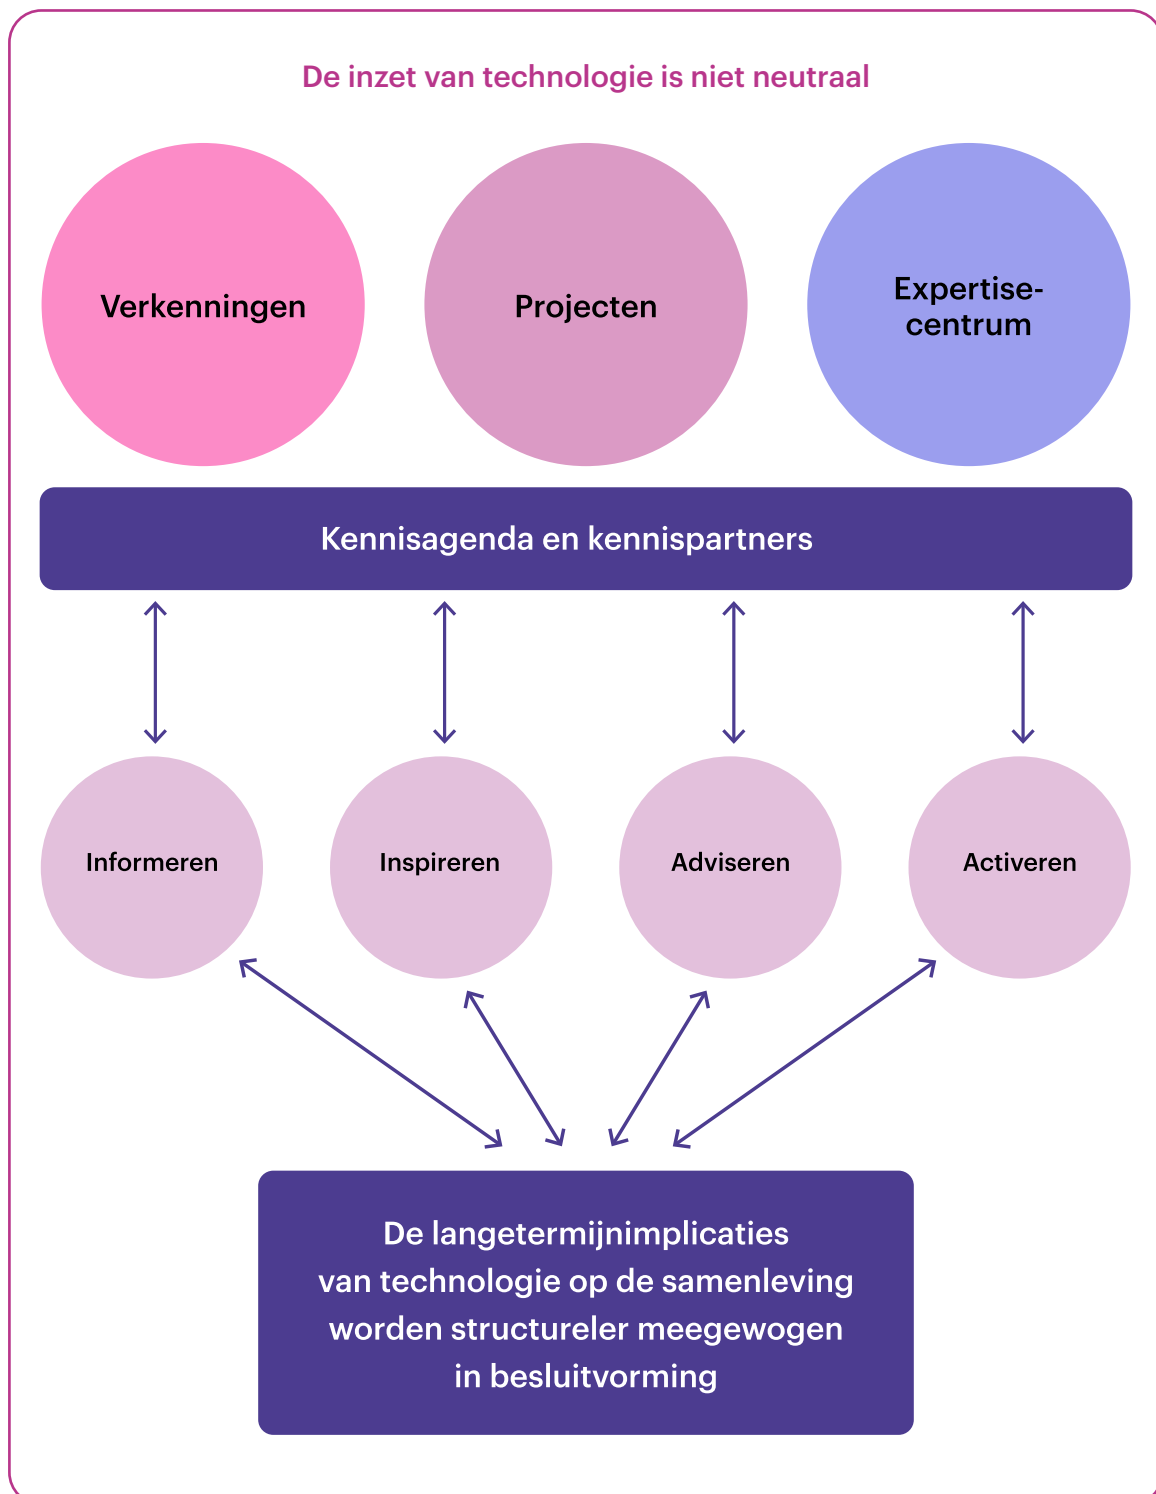 De inzet van technologie is niet neutraal
Verkenningen
Projecten
Expertise-
centrum
Kennisagenda en kennispartners
Informeren
Inspireren
Adviseren
Activeren
De langetermijnimplicaties
van technologie op de samenleving
worden structureler meegewogen
in besluitvorming